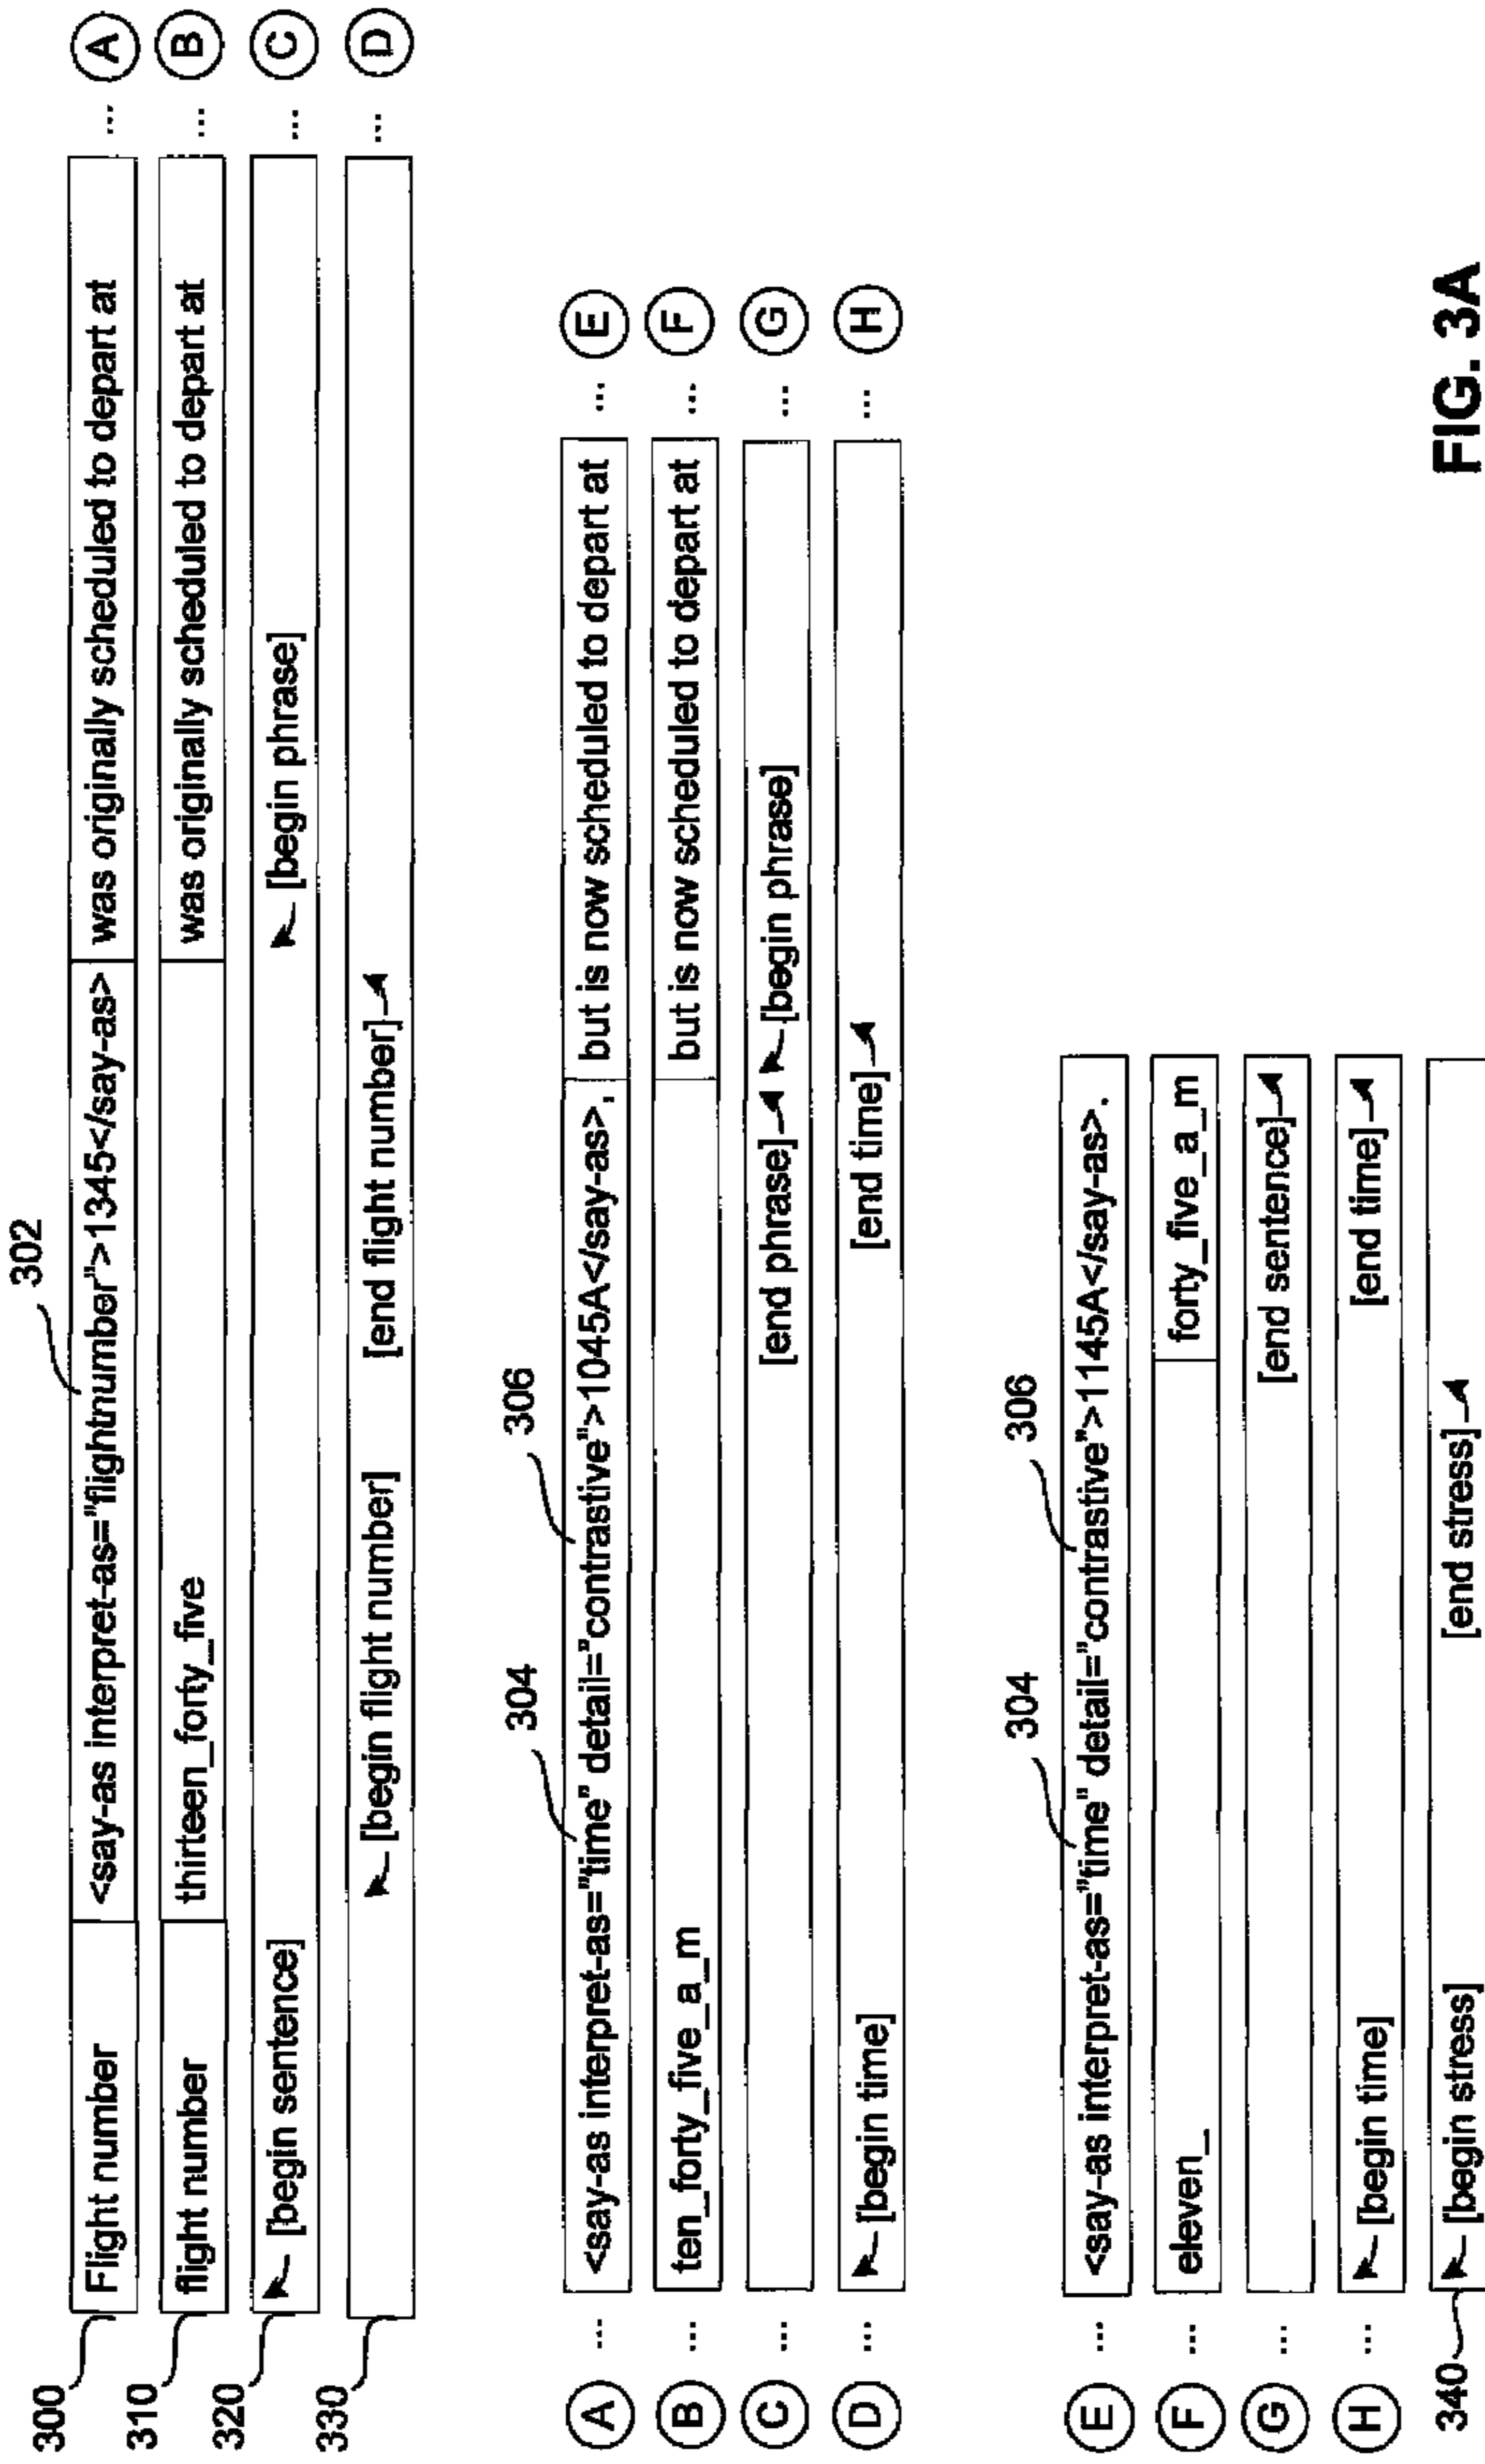 302
300 Flight number <say-as interpret-as="flightnumber">1345</say-as> was originally scheduled to depart at ... A
310 flight number thirteen_forty_five was originally scheduled to depart at ... B
320 [begin sentence] [begin phrase] ... C
330 [begin flight number] [end flight number] ... D
304 306
A ... <say-as interpret-as="time" detail="contrastive">1045A</say-as>, but is now scheduled to depart at ... E
B ... ten_forty_five_a_m but is now scheduled to depart at ... F
C ... [end phrase] [begin phrase] ... G
D ... [begin time] [end time] ... H
304 306
E ... <say-as interpret-as="time" detail="contrastive">1145A</say-as>.
F ... eleven_ forty_five_a_m
G ... [end sentence]
H ... [begin time] [end time]
340 [begin stress] [end stress]
FIG. 3A